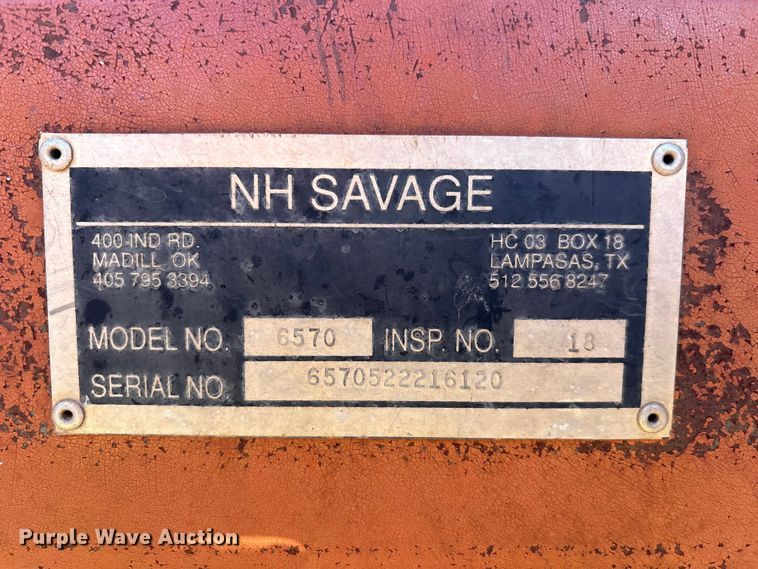 NH SAVAGE
400 IND RD.
MADILL OK
405 795 3394
HC 03 BOX 18
LAMPASAS, TX
512 556 8247
MODEL NO. 6570 INSP. NO. 18
SERIAL NO. 6570522216120
Purple Wave Auction®